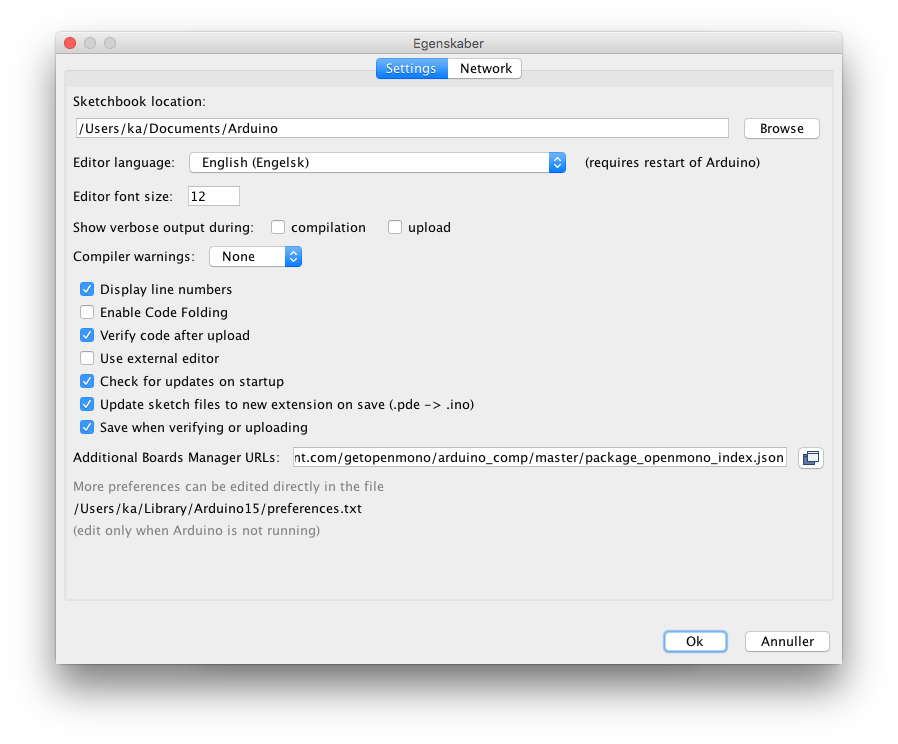 Egenskaber
Settings Network
Sketchbook location:
/Users/ka/Documents/Arduino Browse
Editor language: English (Engelsk) (requires restart of Arduino)
Editor font size: 12
Show verbose output during: compilation upload
Compiler warnings: None
Display line numbers
Enable Code Folding
Verify code after upload
Use external editor
Check for updates on startup
Update sketch files to new extension on save (.pde -> .ino)
Save when verifying or uploading
Additional Boards Manager URLs: nt.com/getopenmono/arduino_comp/master/package_openmono_index.json
More preferences can be edited directly in the file
/Users/ka/Library/Arduino15/preferences.txt
(edit only when Arduino is not running)
Ok Annuller